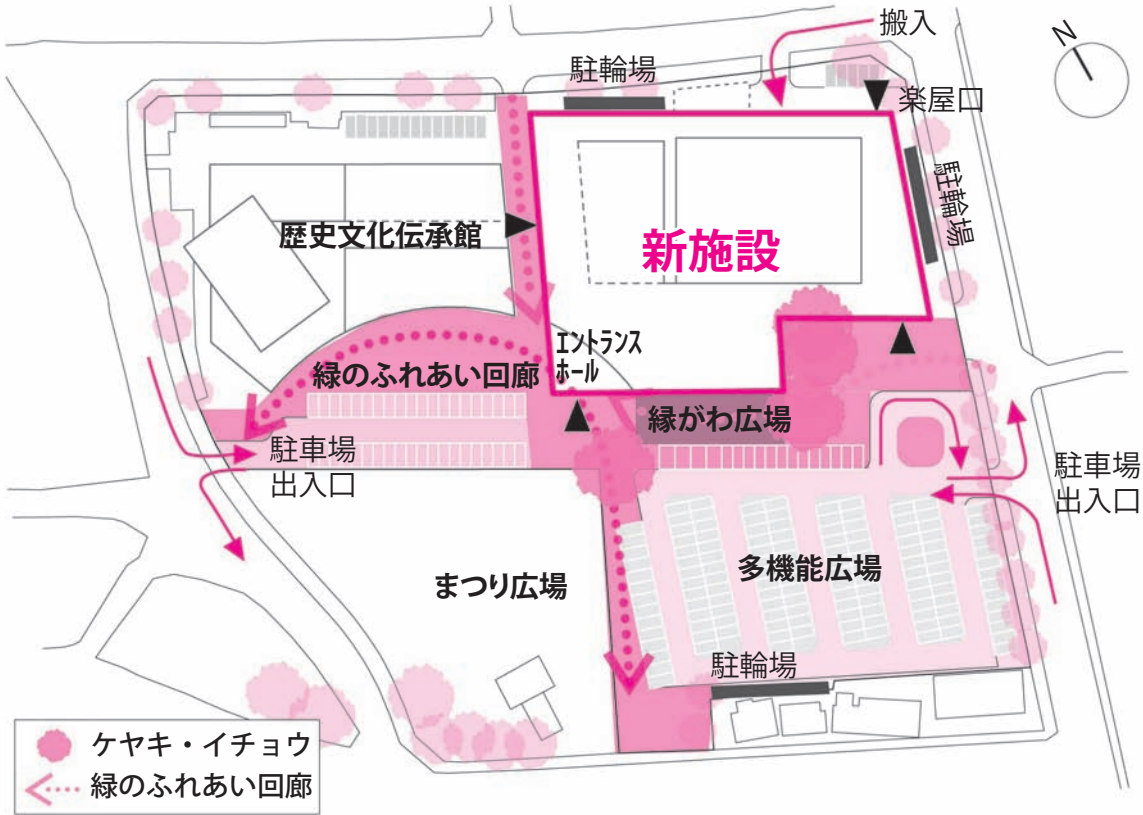 搬入
N
駐輪場
楽屋口
駐輪場
歴史文化伝承館
新施設
エントランス
ホール
緑のふれあい回廊
縁がわ広場
駐車場
出入口
駐車場
出入口
まつり広場
多機能広場
駐輪場
ケヤキ・イチョウ
緑のふれあい回廊